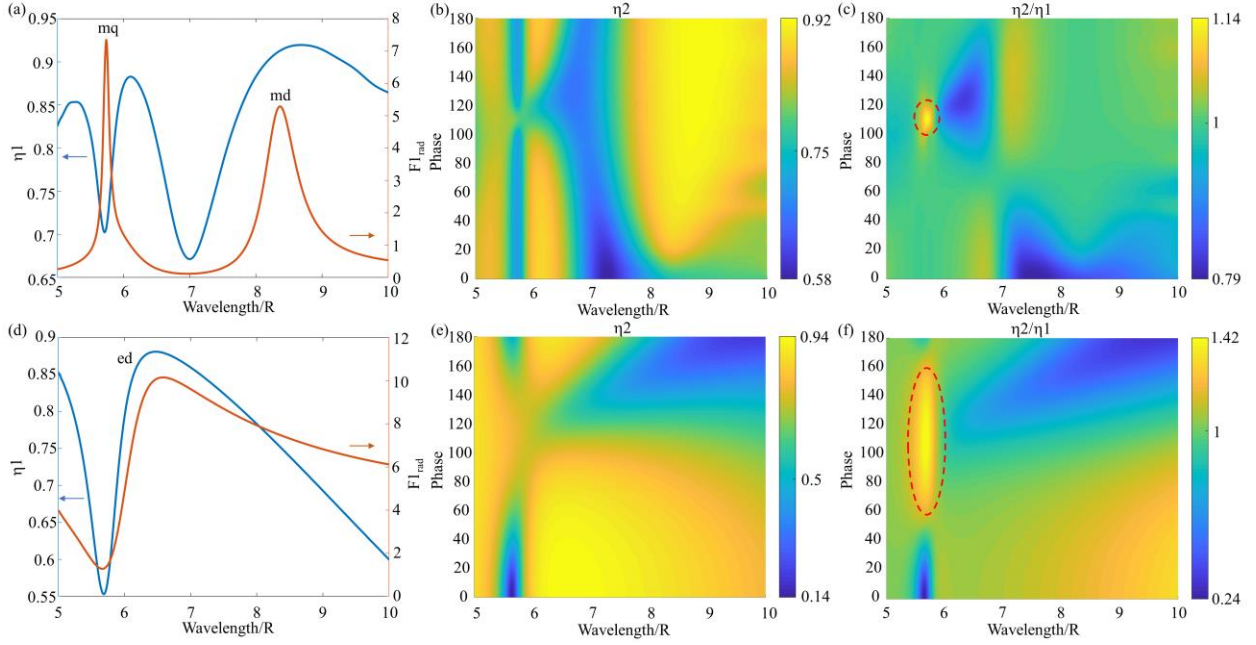 (a)
0.95
0.9
0.85
0.8
0.75
0.7
0.65
η1
mq
md
8
7
6
5
4
3
2
1
0
F1rad
5 6 7 8 9 10
Wavelength/R
(b)
η2
180
160
140
120
100
80
60
40
20
0
Phase
5 6 7 8 9 10
Wavelength/R
0.92
0.75
0.58
(c)
η2/η1
180
160
140
120
100
80
60
40
20
0
Phase
5 6 7 8 9 10
Wavelength/R
1.14
1
0.79
(d)
0.9
0.85
0.8
0.75
0.7
0.65
0.6
0.55
η1
ed
12
10
8
6
4
2
0
F1rad
5 6 7 8 9 10
Wavelength/R
(e)
η2
180
160
140
120
100
80
60
40
20
0
Phase
5 6 7 8 9 10
Wavelength/R
0.94
0.5
0.14
(f)
η2/η1
180
160
140
120
100
80
60
40
20
0
Phase
5 6 7 8 9 10
Wavelength/R
1.42
1
0.24